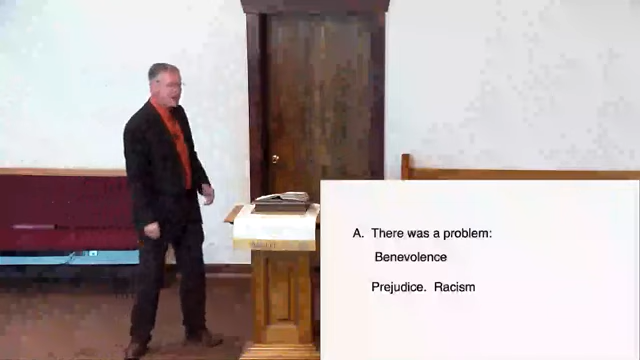 A. There was a problem:
Benevolence
Prejudice. Racism